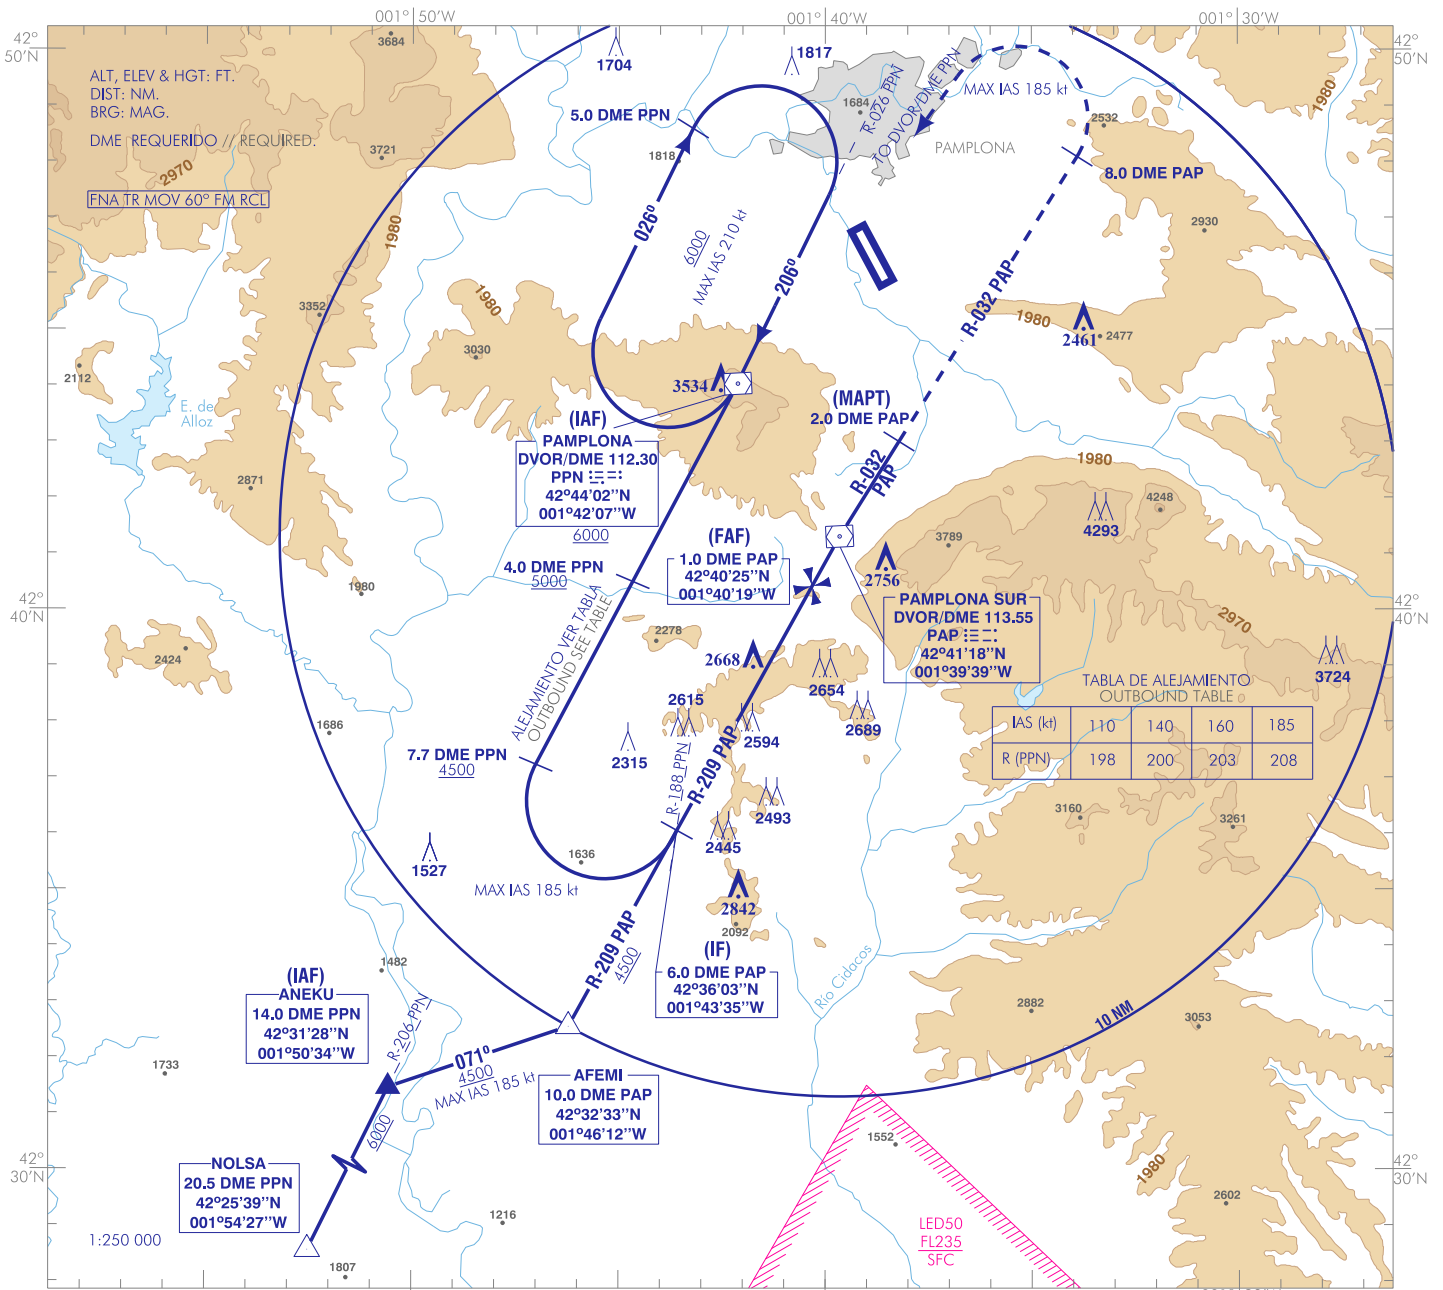 001° 50'W
001° 40'W
001° 30'W
42°
50'N
42°
50'N
3684
1704
1817
ALT, ELEV & HGT: FT.
DIST: NM.
BRG: MAG.
DME REQUERIDO // REQUIRED.
FNA TR MOV 60° FM RCL
2970
3721
1980
5.0 DME PPN
1818
1684
R-026 PPN
TO DVOR/DME PPN
MAX IAS 185 kt
PAMPLONA
2532
8.0 DME PAP
1980
2930
026°
6000
MAX IAS 210 kt
206°
R-032 PAP
1980
2461
2477
3352
1980
3030
2112
E. de
Alloz
3534
(IAF)
PAMPLONA
DVOR/DME 112.30
PPN
42°44'02''N
001°42'07''W
6000
(MAPT)
2.0 DME PAP
R-032
PAP
1980
4248
4293
3789
2871
(FAF)
1.0 DME PAP
42°40'25''N
001°40'19''W
4.0 DME PPN
5000
2756
PAMPLONA SUR
DVOR/DME 113.55
PAP
42°41'18''N
001°39'39''W
1980
42°
40'N
42°
40'N
2970
ALEJAMIENTO VER TABLA
OUTBOUND SEE TABLE
2278
2424
2668
2654
3724
TABLA DE ALEJAMIENTO
OUTBOUND TABLE
IAS (kt) 110 140 160 185
R (PPN) 198 200 203 208
1686
2615
2594
2689
2315
7.7 DME PPN
4500
R-188 PPN
R-209 PAP
2493
2445
3160
3261
1527
1636
MAX IAS 185 kt
2842
2092
R-209 PAP
4500
(IF)
6.0 DME PAP
42°36'03''N
001°43'35''W
Río Cidacos
1482
(IAF)
ANEKU
14.0 DME PPN
42°31'28''N
001°50'34''W
R-206 PPN
2882
3053
10 NM
1733
071°
4500
MAX IAS 185 kt
AFEMI
10.0 DME PAP
42°32'33''N
001°46'12''W
6000
1552
1980
42°
30'N
42°
30'N
NOLSA
20.5 DME PPN
42°25'39''N
001°54'27''W
2602
1216
1:250 000
1807
LED50
FL235
SFC